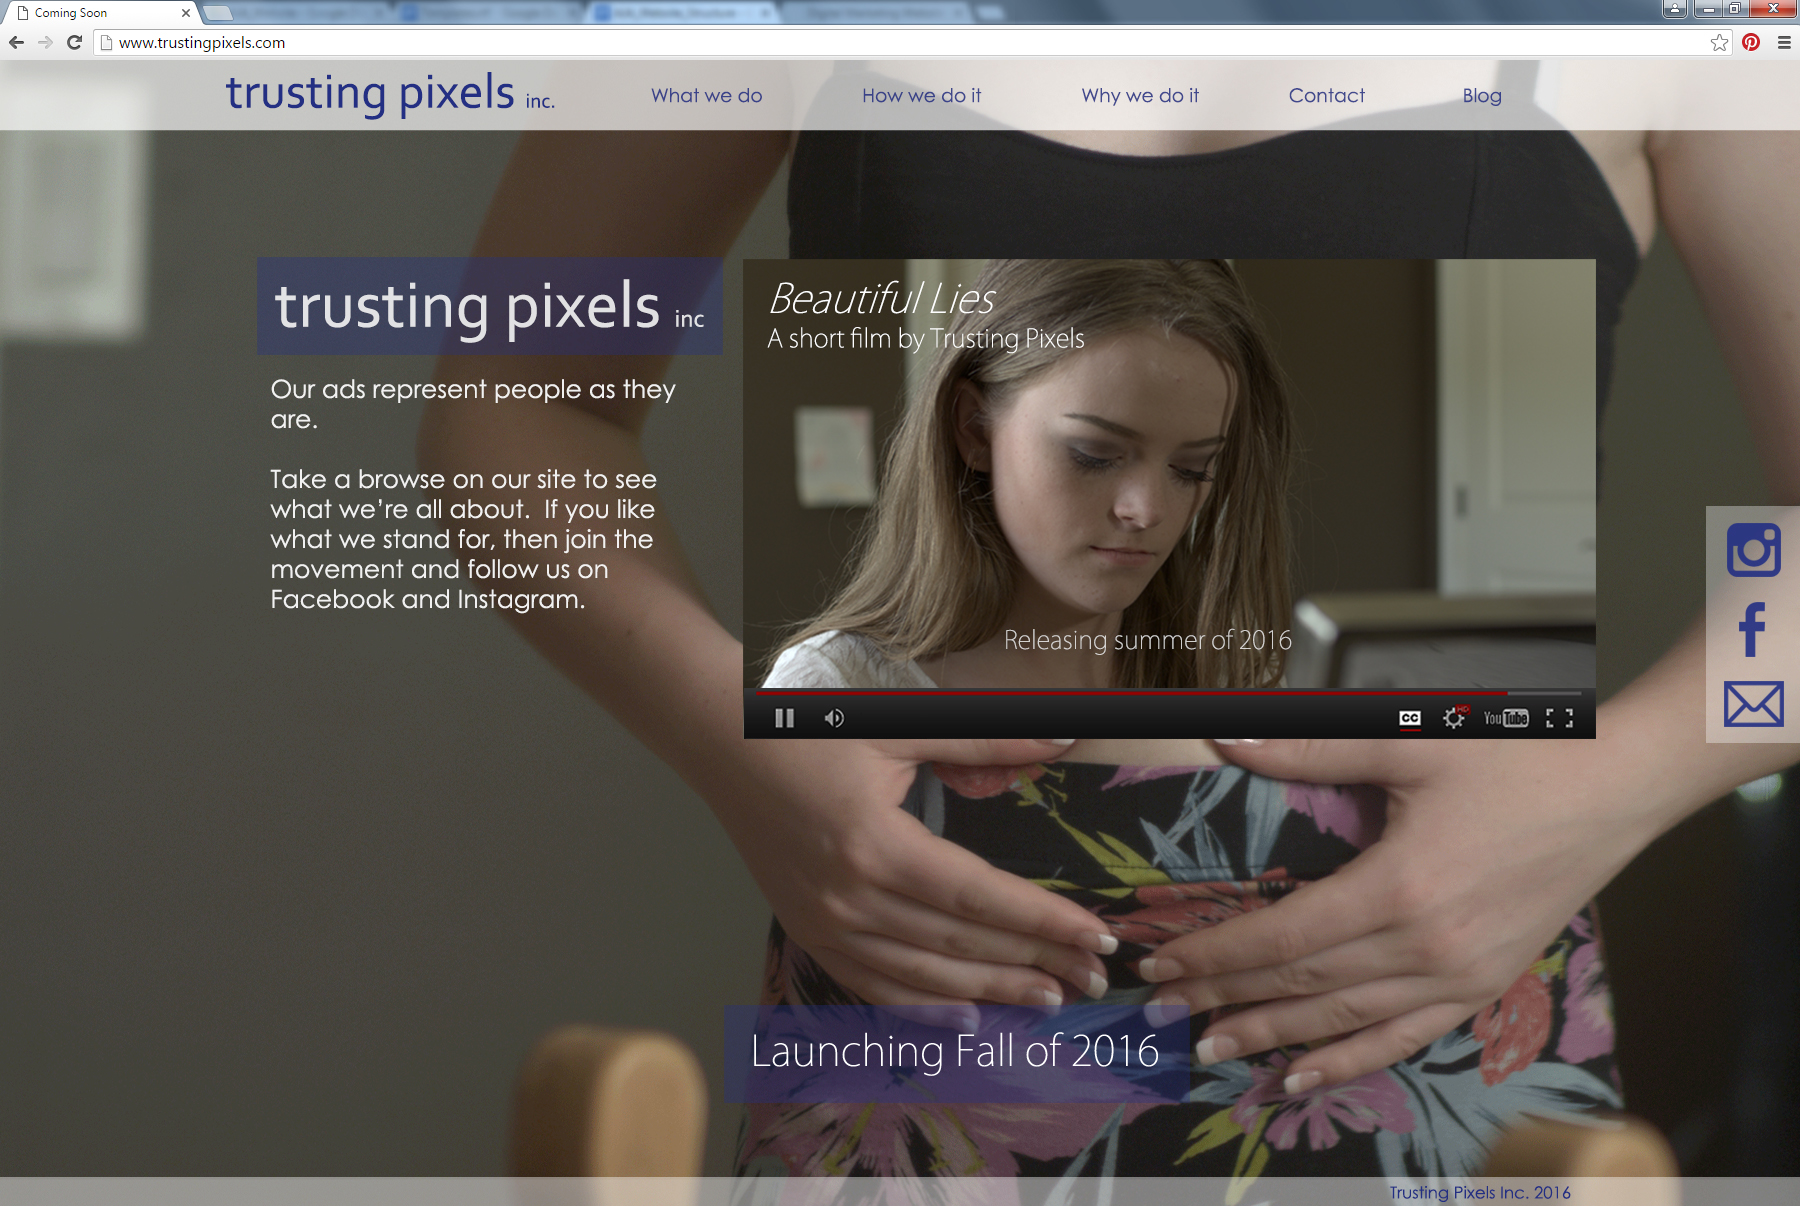 Coming Soon
www.trustingpixels.com
trusting pixels inc.
What we do
How we do it
Why we do it
Contact
Blog
trusting pixels inc
Our ads represent people as they
are.
Take a browse on our site to see
what we're all about.  If you like
what we stand for, then join the
movement and follow us on
Facebook and Instagram.
Beautiful Lies
A short film by Trusting Pixels
Releasing summer of 2016
CC
HD
YouTube
Launching Fall of 2016
Trusting Pixels Inc. 2016